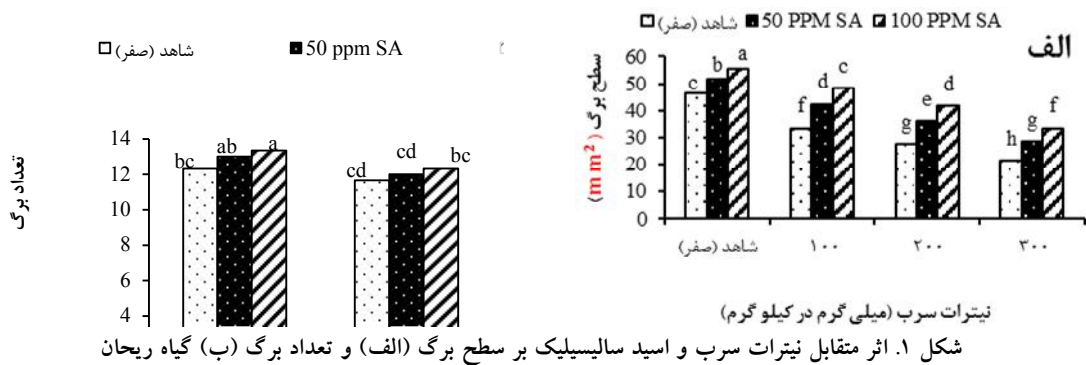 شاهد (صفر) 50 ppm SA
تعداد برگ
14
12
10
8
6
4
bc ab a
cd cd bc
شاهد (صفر) 50 PPM SA 100 PPM SA
الف
سطح برگ (m m²)
60
50
40
30
20
10
0
c b a
f d c
g e d
h g f
شاهد (صفر) ۱۰۰ ۲۰۰ ۳۰۰
نیترات سرب (میلی گرم در کیلو گرم)
شکل ۱. اثر متقابل نیترات سرب و اسید سالیسیلیک بر سطح برگ (الف) و تعداد برگ (ب) گیاه ریحان